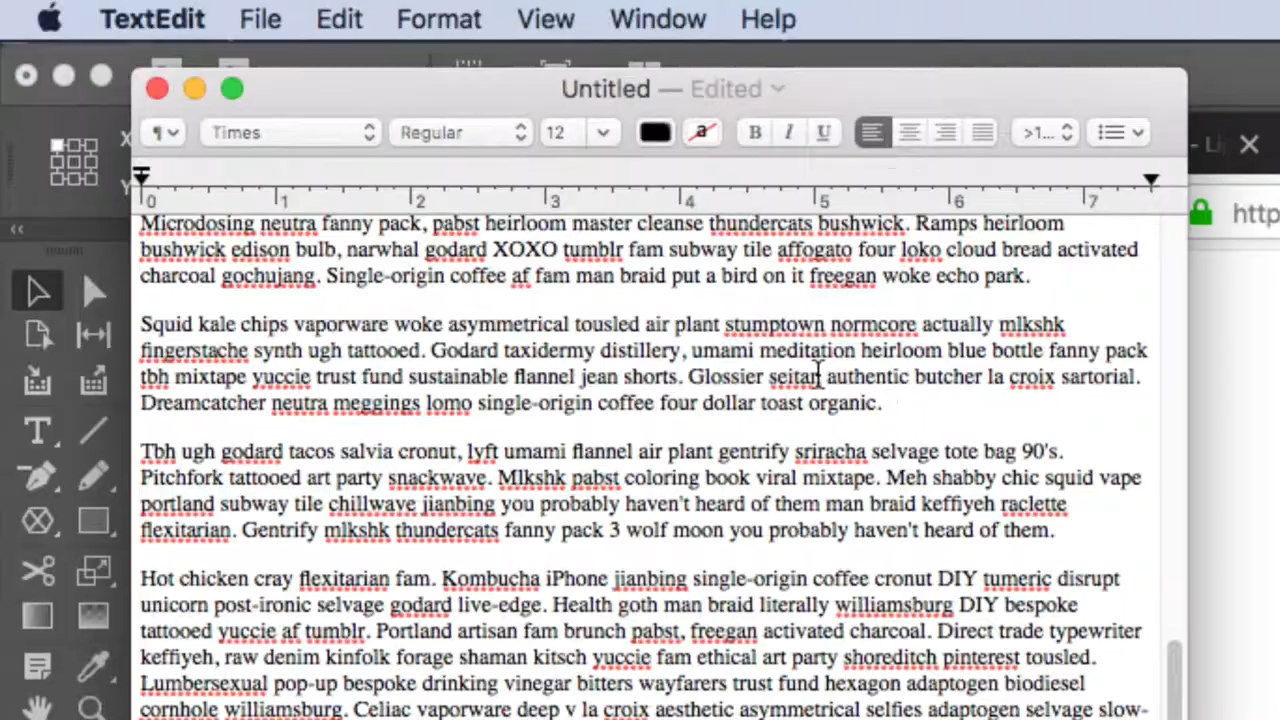 TextEdit File Edit Format View Window Help
Untitled — Edited
¶ Times Regular 12 a B I U >1...
X
Y
0 1 2 3 4 5 6 7
http
Microdosing neutra fanny pack, pabst heirloom master cleanse thundercats bushwick. Ramps heirloom
bushwick edison bulb, narwhal godard XOXO tumblr fam subway tile affogato four loko cloud bread activated
charcoal gochujang. Single-origin coffee af fam man braid put a bird on it freegan woke echo park.
Squid kale chips vaporware woke asymmetrical tousled air plant stumptown normcore actually mlkshk
fingerstache synth ugh tattooed. Godard taxidermy distillery, umami meditation heirloom blue bottle fanny pack
tbh mixtape yuccie trust fund sustainable flannel jean shorts. Glossier seitan authentic butcher la croix sartorial.
Dreamcatcher neutra meggings lomo single-origin coffee four dollar toast organic.
Tbh ugh godard tacos salvia cronut, lyft umami flannel air plant gentrify sriracha selvage tote bag 90's.
Pitchfork tattooed art party snackwave. Mlkshk pabst coloring book viral mixtape. Meh shabby chic squid vape
portland subway tile chillwave jianbing you probably haven't heard of them man braid keffiyeh raclette
flexitarian. Gentrify mlkshk thundercats fanny pack 3 wolf moon you probably haven't heard of them.
Hot chicken cray flexitarian fam. Kombucha iPhone jianbing single-origin coffee cronut DIY tumeric disrupt
unicorn post-ironic selvage godard live-edge. Health goth man braid literally williamsburg DIY bespoke
tattooed yuccie af tumblr. Portland artisan fam brunch pabst, freegan activated charcoal. Direct trade typewriter
keffiyeh, raw denim kinfolk forage shaman kitsch yuccie fam ethical art party shoreditch pinterest tousled.
Lumbersexual pop-up bespoke drinking vinegar bitters wayfarers trust fund hexagon adaptogen biodiesel
cornhole williamsburg. Celiac vaporware deep v la croix aesthetic asymmetrical selfies adaptogen selvage slow-